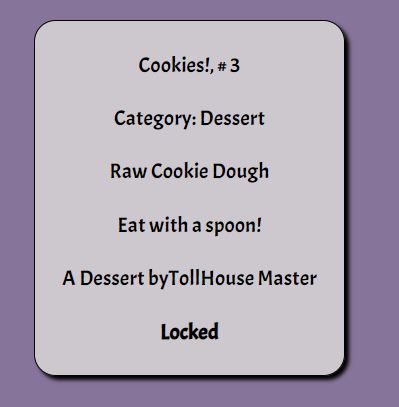 Cookies!, # 3
Category: Dessert
Raw Cookie Dough
Eat with a spoon!
A Dessert byTollHouse Master
Locked